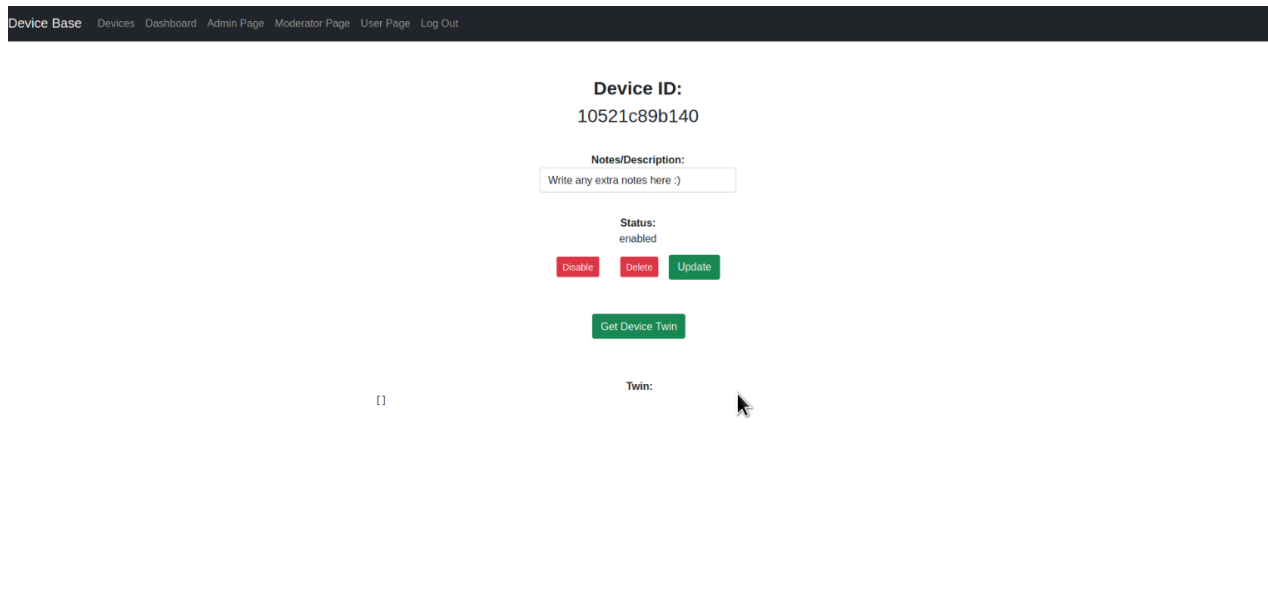 Device Base Devices Dashboard Admin Page Moderator Page User Page Log Out
Device ID:
10521c89b140
Notes/Description:
Write any extra notes here :)
Status:
enabled
Disable Delete Update
Get Device Twin
Twin:
[]